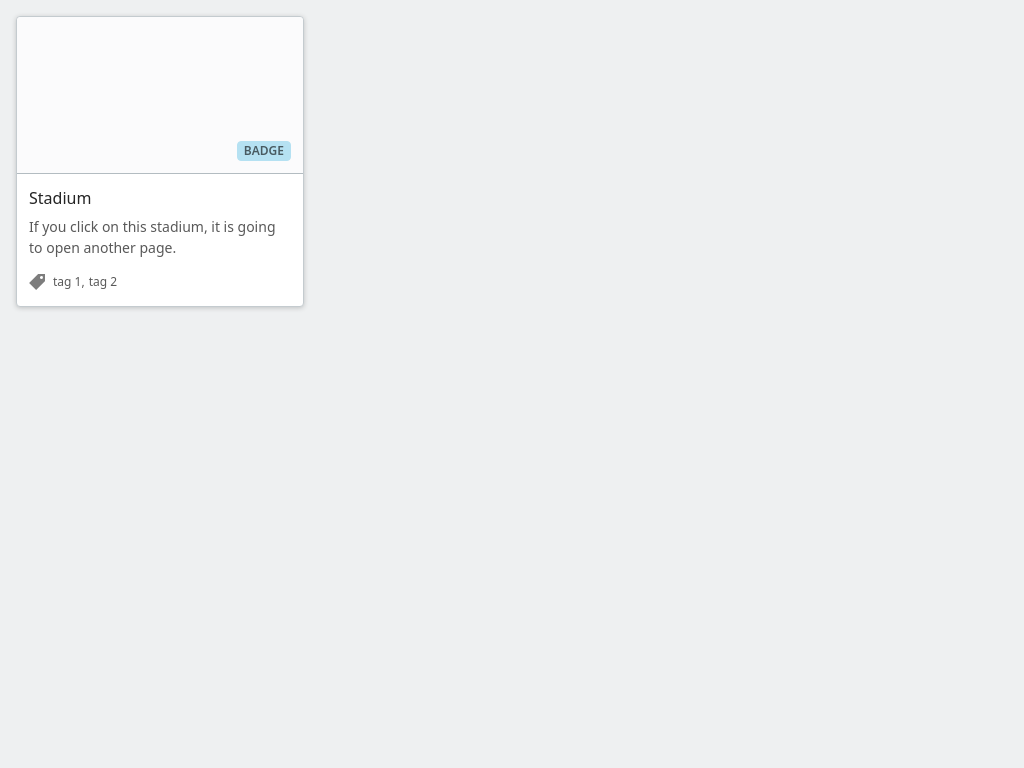 BADGE
Stadium
If you click on this stadium, it is going
to open another page.
tag 1, tag 2